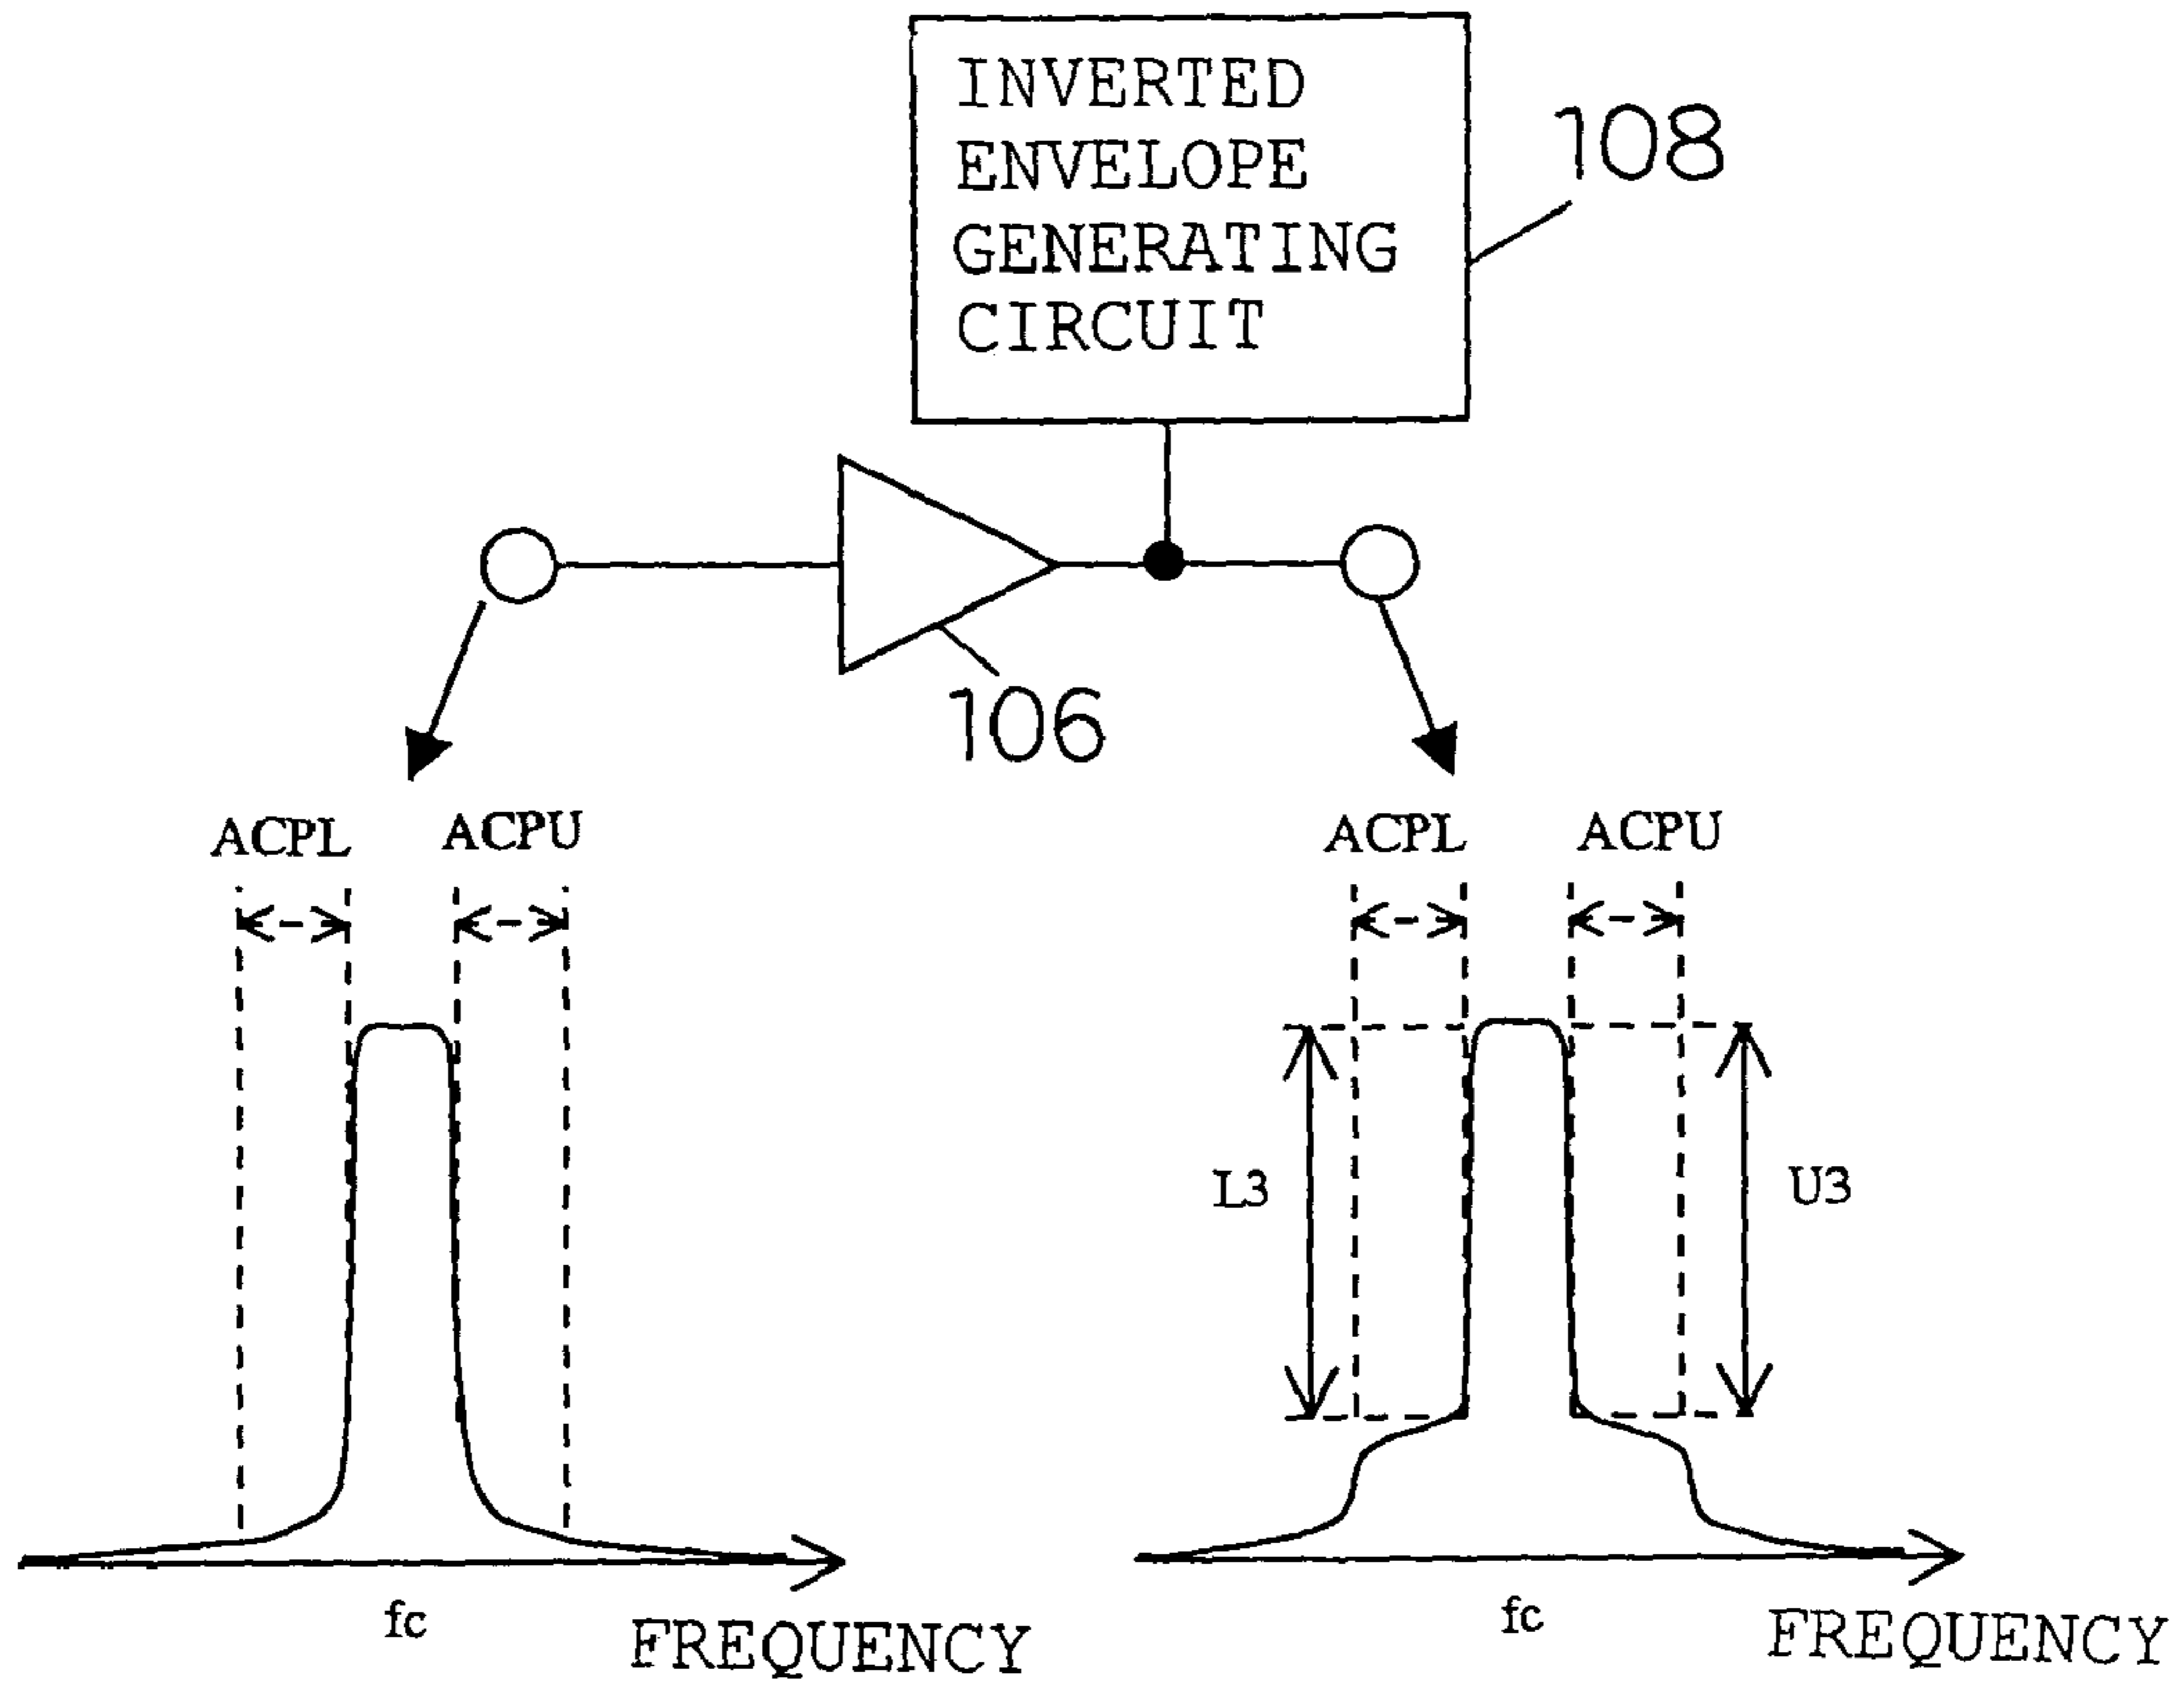 INVERTED
ENVELOPE
GENERATING
CIRCUIT
108
106
ACPL
ACPU
ACPL
ACPU
L3
U3
fc
FREQUENCY
fc
FREQUENCY